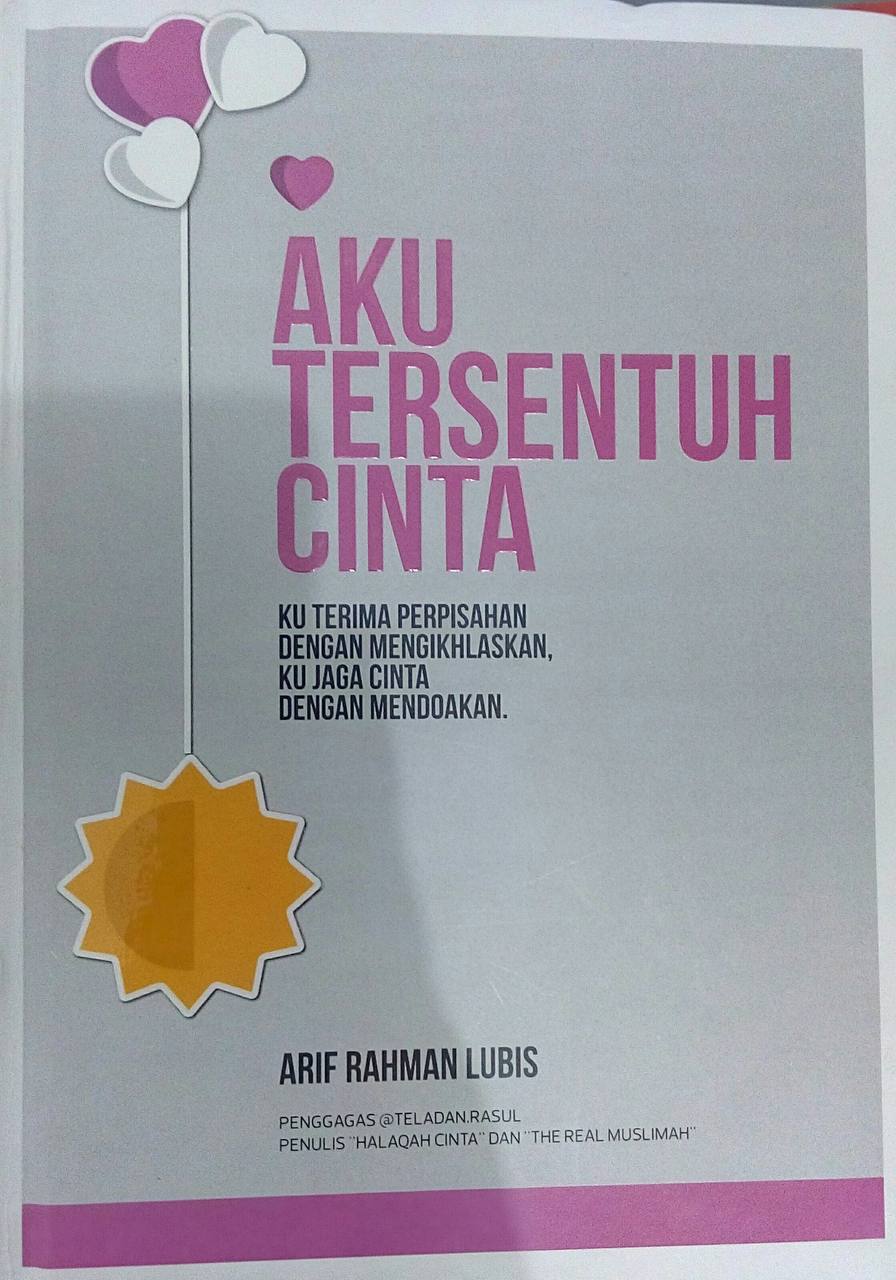 AKU
TERSENTUH
CINTA
KU TERIMA PERPISAHAN
DENGAN MENGIKHLASKAN,
KU JAGA CINTA
DENGAN MENDOAKAN.
ARIF RAHMAN LUBIS
PENGGAGAS @TELADAN.RASUL
PENULIS "HALAQAH CINTA" DAN "THE REAL MUSLIMAH"